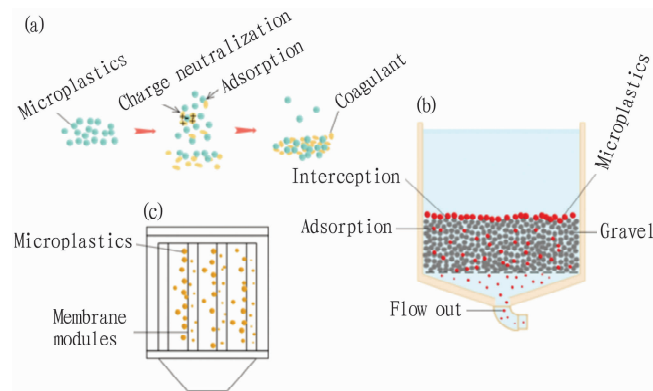 (a)
Microplastics
Charge neutralization
Adsorption
Coagulant
(b)
Microplastics
Interception
Adsorption
Gravel
Flow out
(c)
Microplastics
Membrane
modules